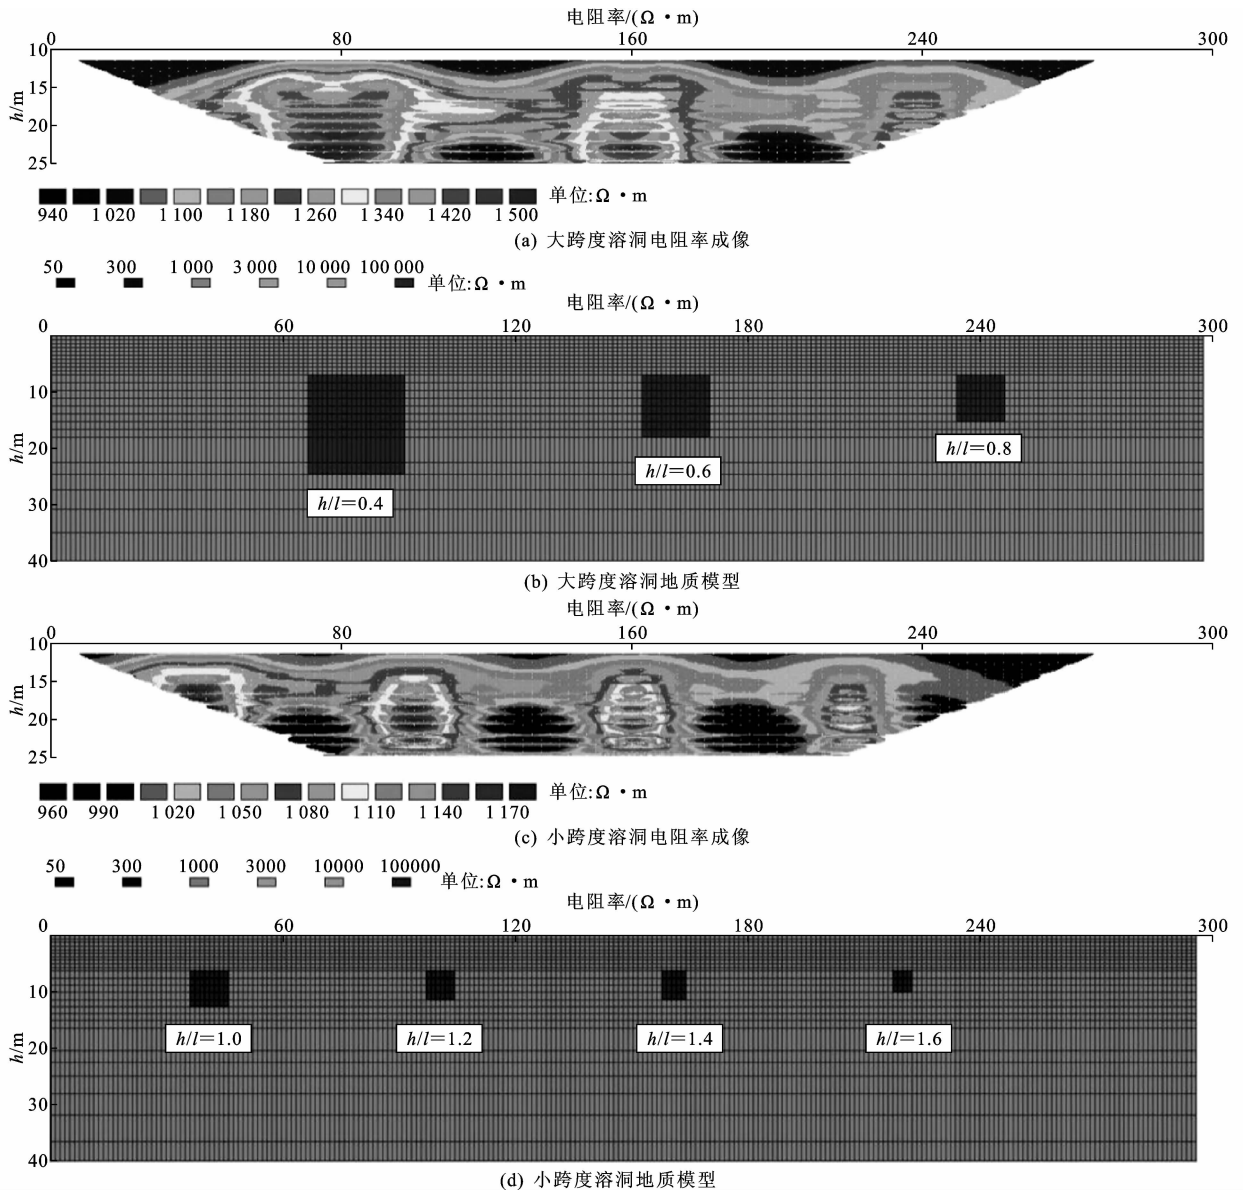 电阻率/(Ω·m)
0 80 160 240 300
10
15
20
25
h/m
940 1 020 1 100 1 180 1 260 1 340 1 420 1 500 单位:Ω·m
(a) 大跨度溶洞电阻率成像
50 300 1 000 3 000 10 000 100 000 单位:Ω·m
电阻率/(Ω·m)
0 60 120 180 240 300
10
20
30
40
h/m
h/l=0.4
h/l=0.6
h/l=0.8
(b) 大跨度溶洞地质模型
电阻率/(Ω·m)
0 80 160 240 300
10
15
20
25
h/m
960 990 1 020 1 050 1 080 1 110 1 140 1 170 单位:Ω·m
(c) 小跨度溶洞电阻率成像
50 300 1000 3000 10000 100000 单位:Ω·m
电阻率/(Ω·m)
0 60 120 180 240 300
10
20
30
40
h/m
h/l=1.0
h/l=1.2
h/l=1.4
h/l=1.6
(d) 小跨度溶洞地质模型